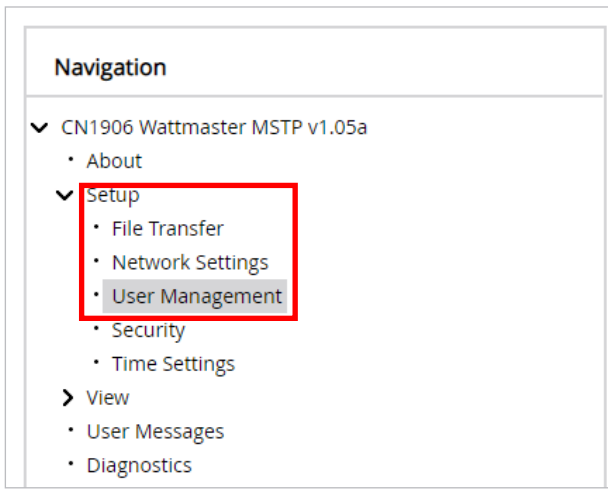 Navigation
CN1906 Wattmaster MSTP v1.05a
About
Setup
File Transfer
Network Settings
User Management
Security
Time Settings
View
User Messages
Diagnostics